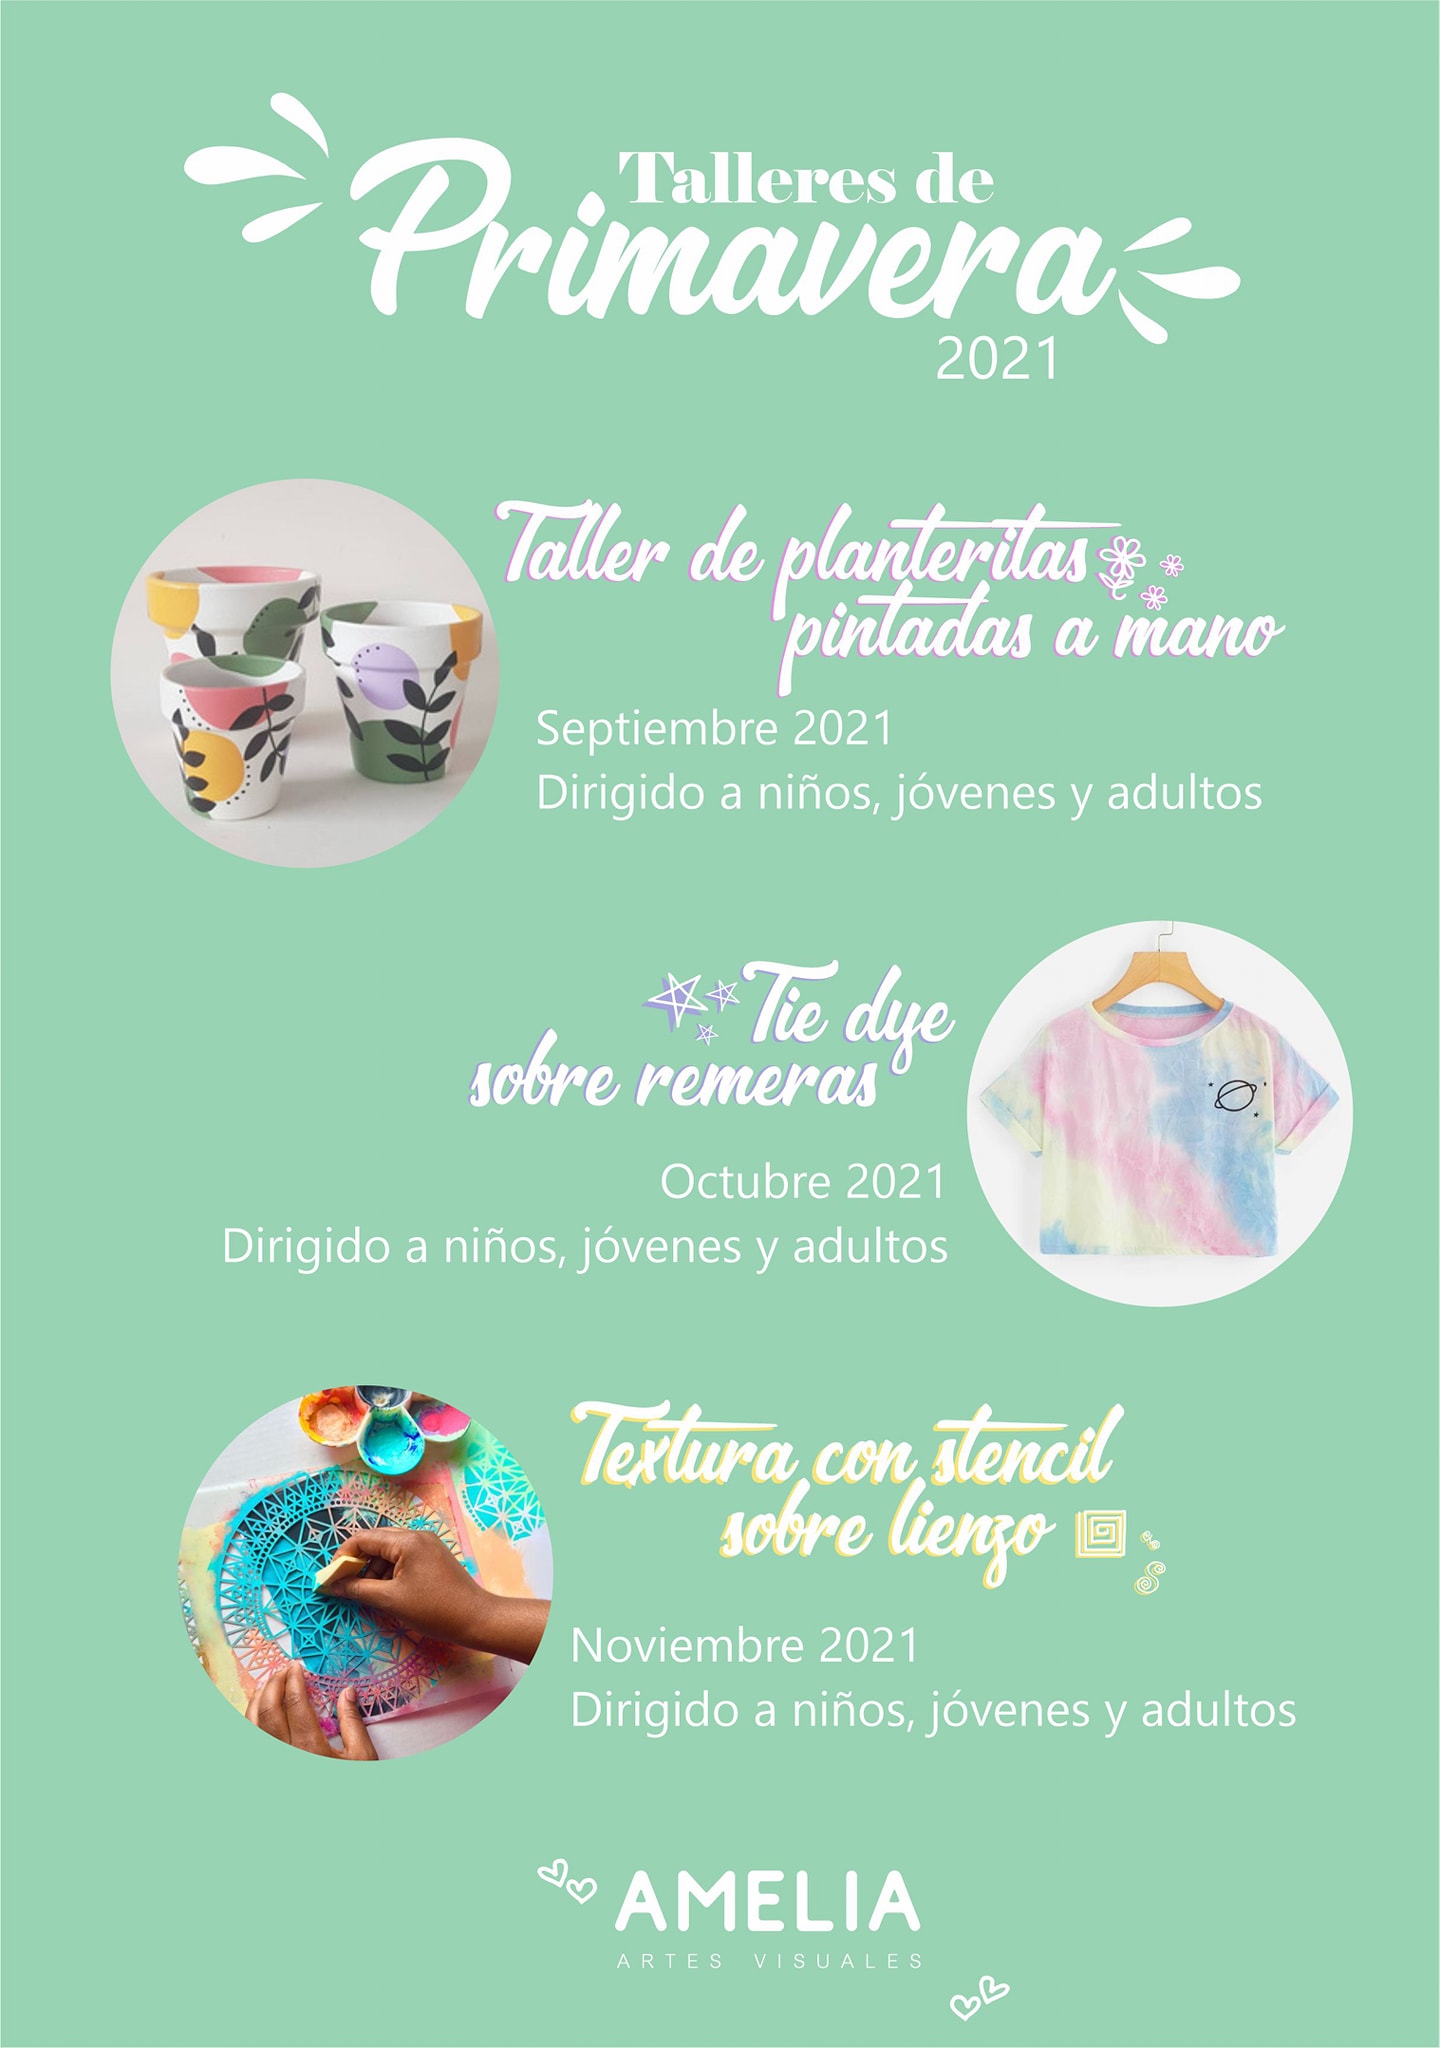 Talleres de
Primavera
2021
Taller de planteritas
pintadas a mano
Septiembre 2021
Dirigido a niños, jóvenes y adultos
Tie dye
sobre remeras
Octubre 2021
Dirigido a niños, jóvenes y adultos
Textura con stencil
sobre lienzo
Noviembre 2021
Dirigido a niños, jóvenes y adultos
AMELIA
ARTES VISUALES